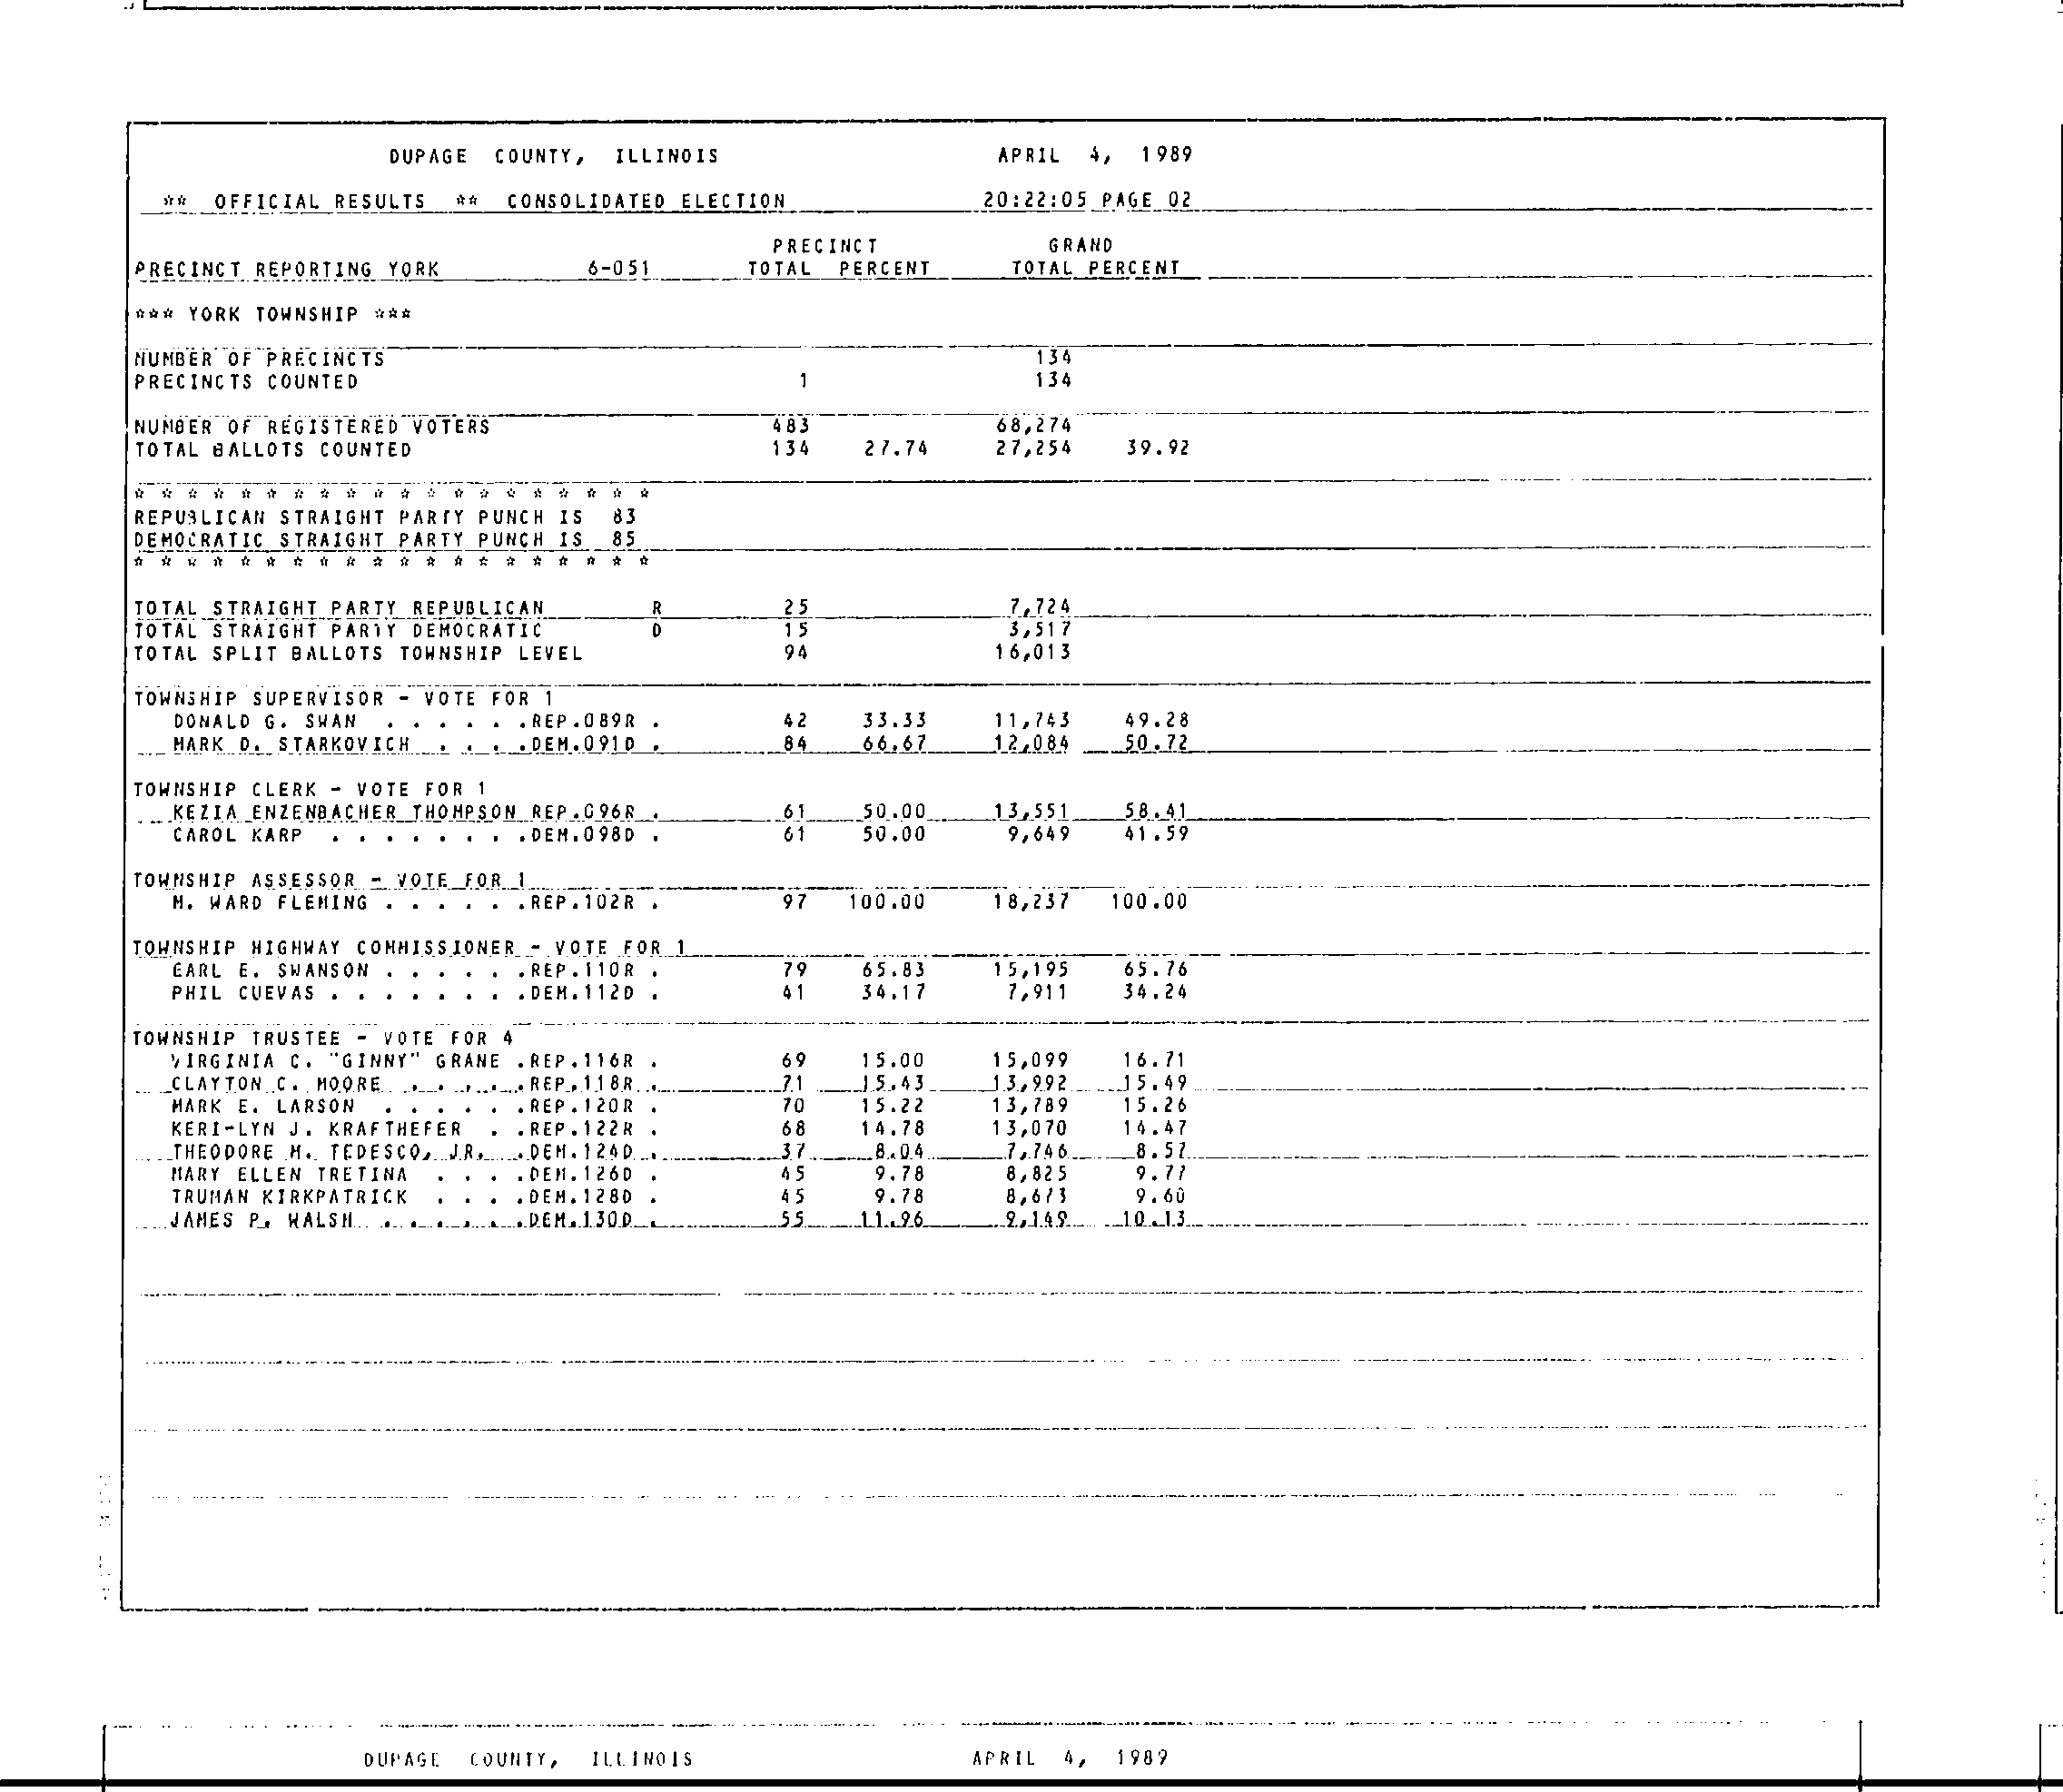 DUPAGE COUNTY, ILLINOIS APRIL 4, 1989
** OFFICIAL RESULTS ** CONSOLIDATED ELECTION 20:22:05 PAGE 02
PRECINCT GRAND
PRECINCT REPORTING YORK 6-051 TOTAL PERCENT TOTAL PERCENT
*** YORK TOWNSHIP ***
NUMBER OF PRECINCTS 134
PRECINCTS COUNTED 1 134
NUMBER OF REGISTERED VOTERS 483 68,274
TOTAL BALLOTS COUNTED 134 27.74 27,254 39.92
* * * * * * * * * * * * * * * * * * * *
REPUBLICAN STRAIGHT PARTY PUNCH IS 83
DEMOCRATIC STRAIGHT PARTY PUNCH IS 85
* * * * * * * * * * * * * * * * * * * *
TOTAL STRAIGHT PARTY REPUBLICAN R 25 7,724
TOTAL STRAIGHT PARTY DEMOCRATIC D 15 3,517
TOTAL SPLIT BALLOTS TOWNSHIP LEVEL 94 16,013
TOWNSHIP SUPERVISOR - VOTE FOR 1
DONALD G. SWAN . . . . . .REP.089R . 42 33.33 11,743 49.28
MARK D. STARKOVICH . . . .DEM.091D . 84 66.67 12,084 50.72
TOWNSHIP CLERK - VOTE FOR 1
KEZIA ENZENBACHER THOMPSON REP.096R . 61 50.00 13,551 58.41
CAROL KARP . . . . . . . .DEM.098D . 61 50.00 9,649 41.59
TOWNSHIP ASSESSOR - VOTE FOR 1
M. WARD FLEMING . . . . . .REP.102R . 97 100.00 18,237 100.00
TOWNSHIP HIGHWAY COMMISSIONER - VOTE FOR 1
EARL E. SWANSON . . . . . .REP.110R . 79 65.83 15,195 65.76
PHIL CUEVAS . . . . . . . .DEM.112D . 41 34.17 7,911 34.24
TOWNSHIP TRUSTEE - VOTE FOR 4
VIRGINIA C. "GINNY" GRANE .REP.116R . 69 15.00 15,099 16.71
CLAYTON C. MOORE . . . . .REP.118R . 71 15.43 13,992 15.49
MARK E. LARSON . . . . . .REP.120R . 70 15.22 13,789 15.26
KERI-LYN J. KRAFTHEFER . .REP.122R . 68 14.78 13,070 14.47
THEODORE M. TEDESCO, JR. .DEM.124D . 37 8.04 7,746 8.57
MARY ELLEN TRETINA . . . .DEM.126D . 45 9.78 8,825 9.77
TRUMAN KIRKPATRICK . . . .DEM.128D . 45 9.78 8,673 9.60
JAMES P. WALSH . . . . . .DEM.130D . 55 11.96 9,149 10.13
DUPAGE COUNTY, ILLINOIS APRIL 4, 1989